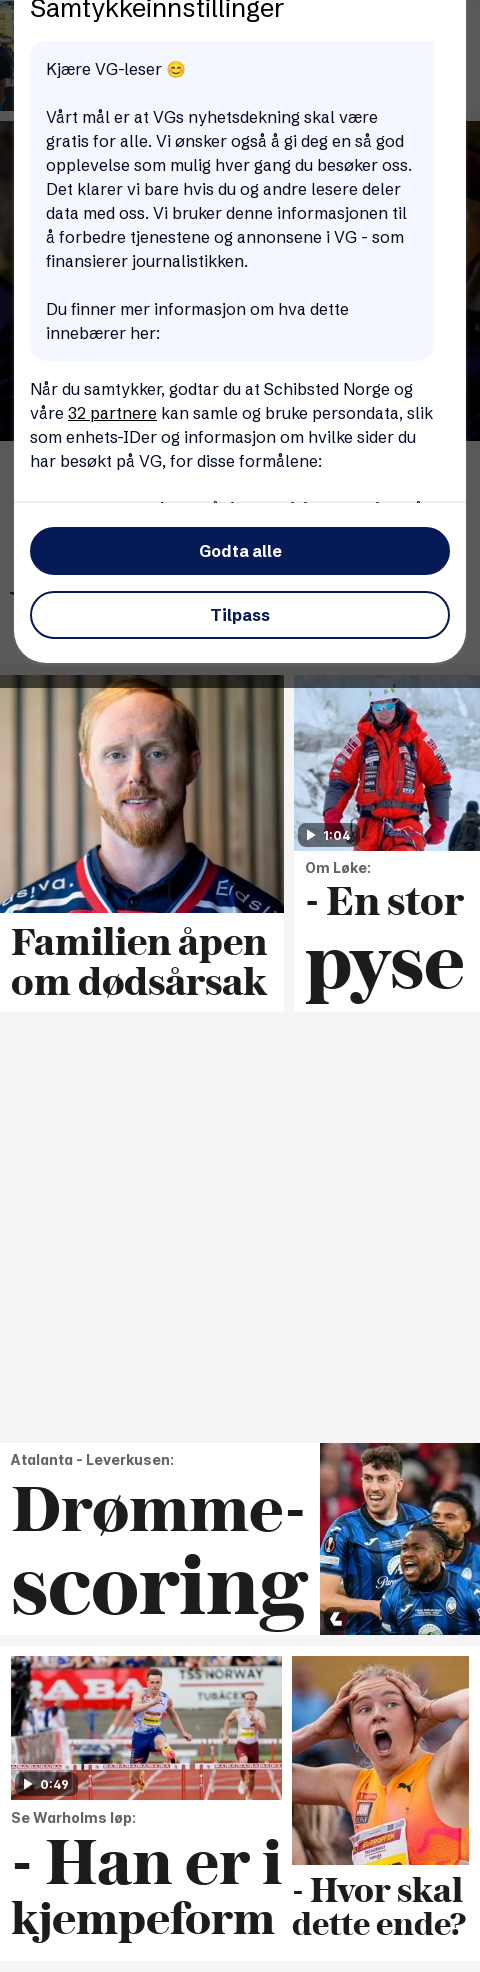 Samtykkeinnstillinger
Kjære VG-leser 😊
Vårt mål er at VGs nyhetsdekning skal være
gratis for alle. Vi ønsker også å gi deg en så god
opplevelse som mulig hver gang du besøker oss.
Det klarer vi bare hvis du og andre lesere deler
data med oss. Vi bruker denne informasjonen til
å forbedre tjenestene og annonsene i VG - som
finansierer journalistikken.
Du finner mer informasjon om hva dette
innebærer her:
Når du samtykker, godtar du at Schibsted Norge og
våre 32 partnere kan samle og bruke persondata, slik
som enhets-IDer og informasjon om hvilke sider du
har besøkt på VG, for disse formålene:
Godta alle
Tilpass
1:04
Familien åpen
om dødsårsak
Om Løke:
- En stor
pyse
Atalanta - Leverkusen:
Drømme-
scoring
TSS NORWAY
TUBACEX
0:49
Se Warholms løp:
- Han er i
kjempeform
- Hvor skal
dette ende?